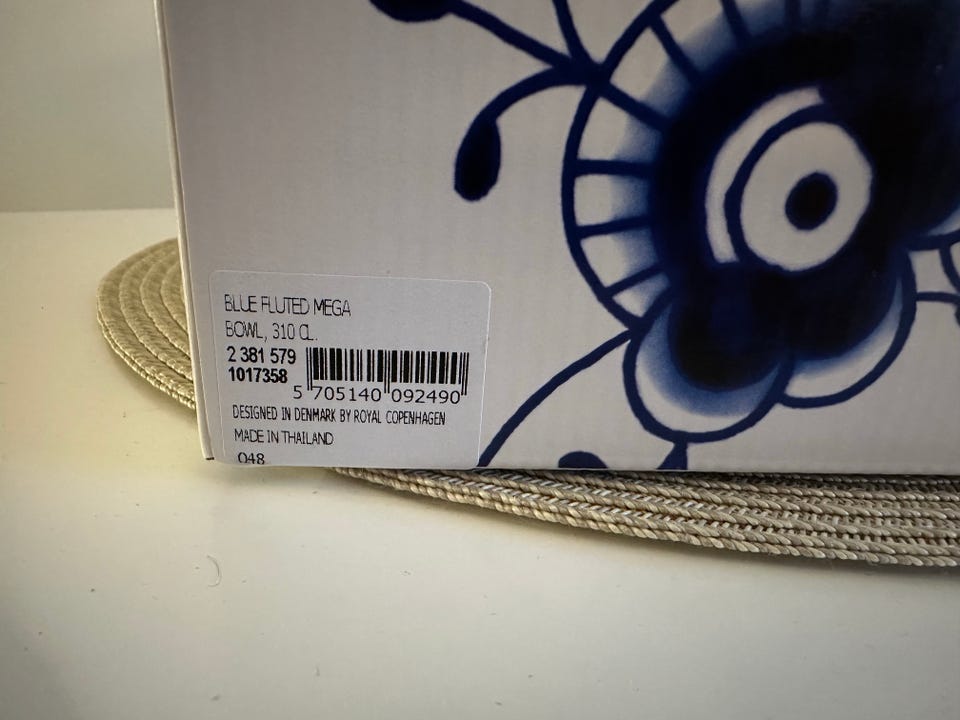 BLUE FLUTED MEGA
BOWL, 310 CL.
2 381 579
1017358
5 705140 092490
DESIGNED IN DENMARK BY ROYAL COPENHAGEN
MADE IN THAILAND
048